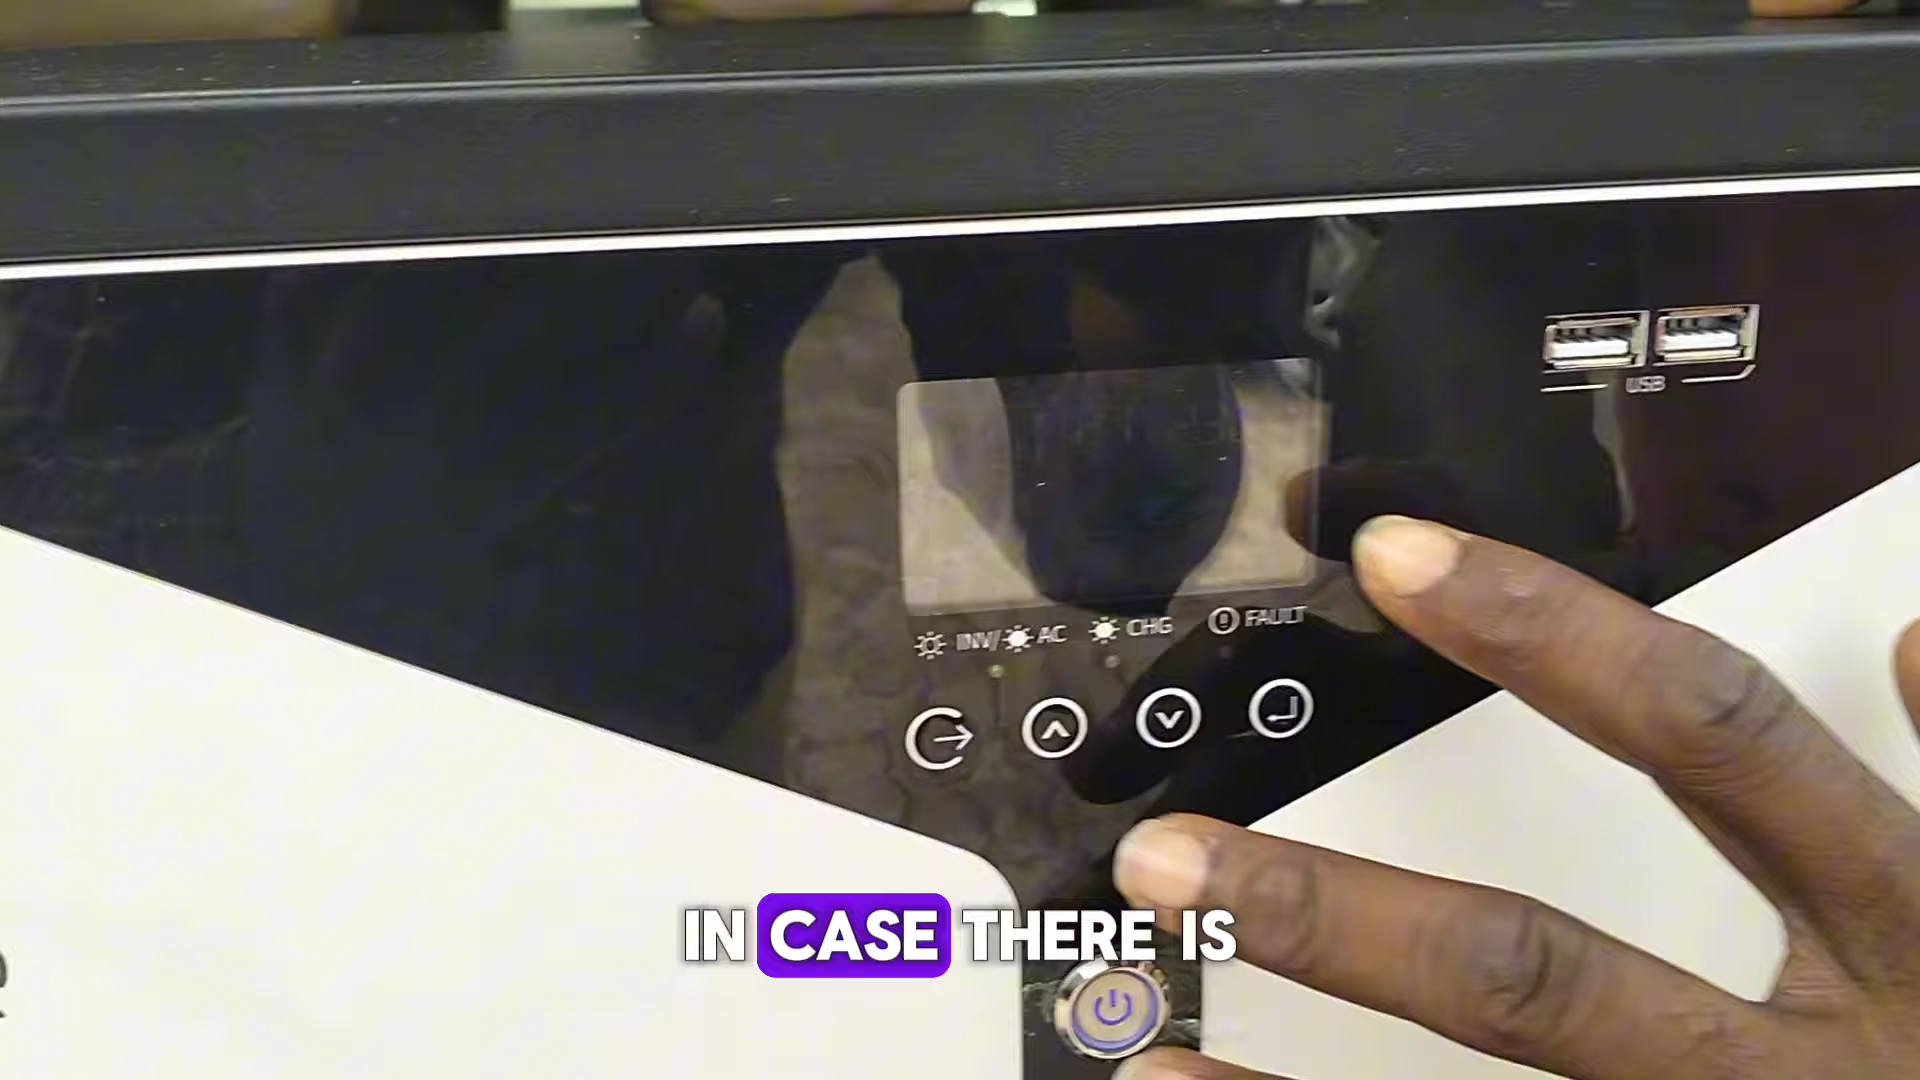 USB
INV/ AC CHG FAULT
IN CASE THERE IS